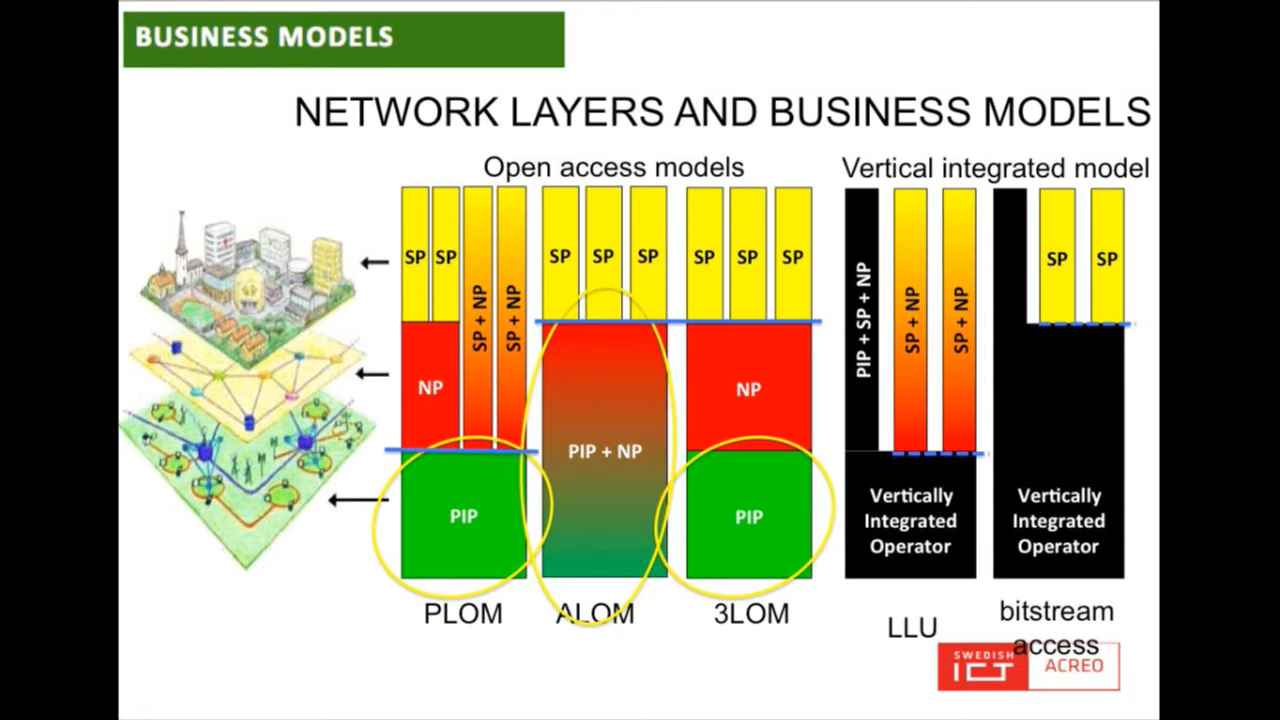 BUSINESS MODELS
NETWORK LAYERS AND BUSINESS MODELS
Open access models
Vertical integrated model
SP
SP
SP + NP
SP + NP
NP
PIP
PLOM
SP
SP
SP
PIP + NP
ALOM
SP
SP
SP
NP
PIP
3LOM
PIP + SP + NP
SP + NP
SP + NP
Vertically
Integrated
Operator
LLU
SP
SP
Vertically
Integrated
Operator
bitstream
access
SWEDISH
ICT
ACREO